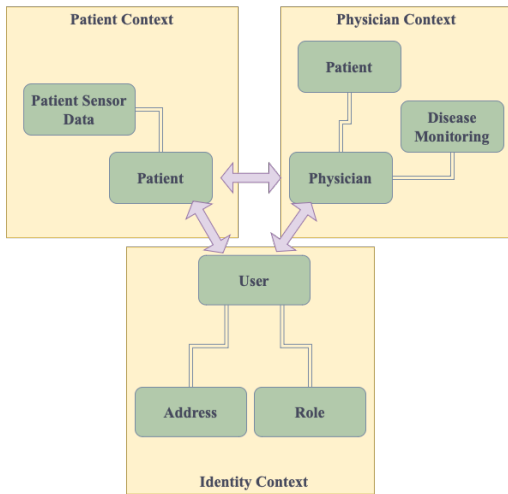 Patient Context
Patient Sensor
Data
Patient
Physician Context
Patient
Disease
Monitoring
Physician
User
Address
Role
Identity Context